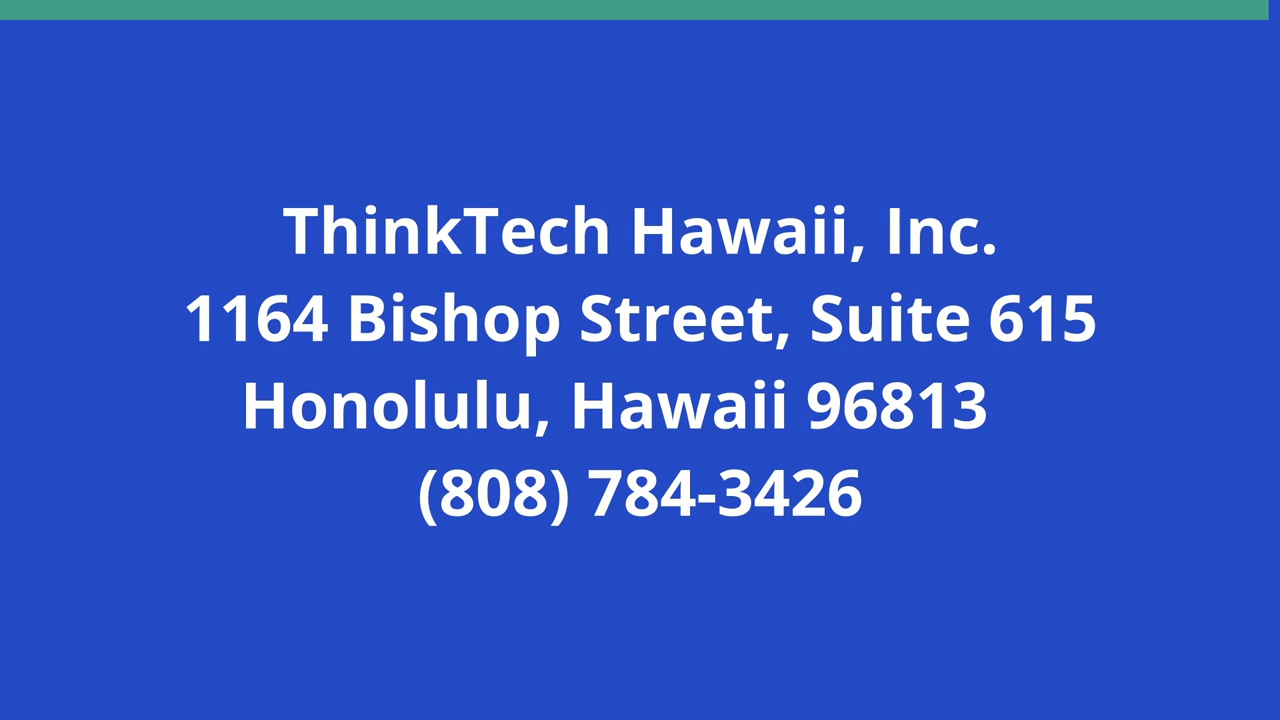 ThinkTech Hawaii, Inc.
1164 Bishop Street, Suite 615
Honolulu, Hawaii 96813
(808) 784-3426